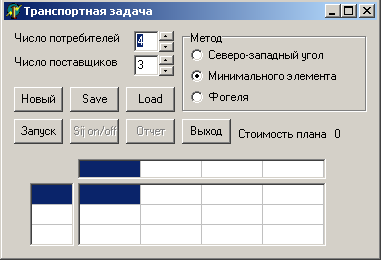 Транспортная задача
Число потребителей 4
Число поставщиков 3
Метод
Северо-западный угол
Минимального элемента
Фогеля
Новый Save Load
Запуск Sij on/off Отчет Выход Стоимость плана 0